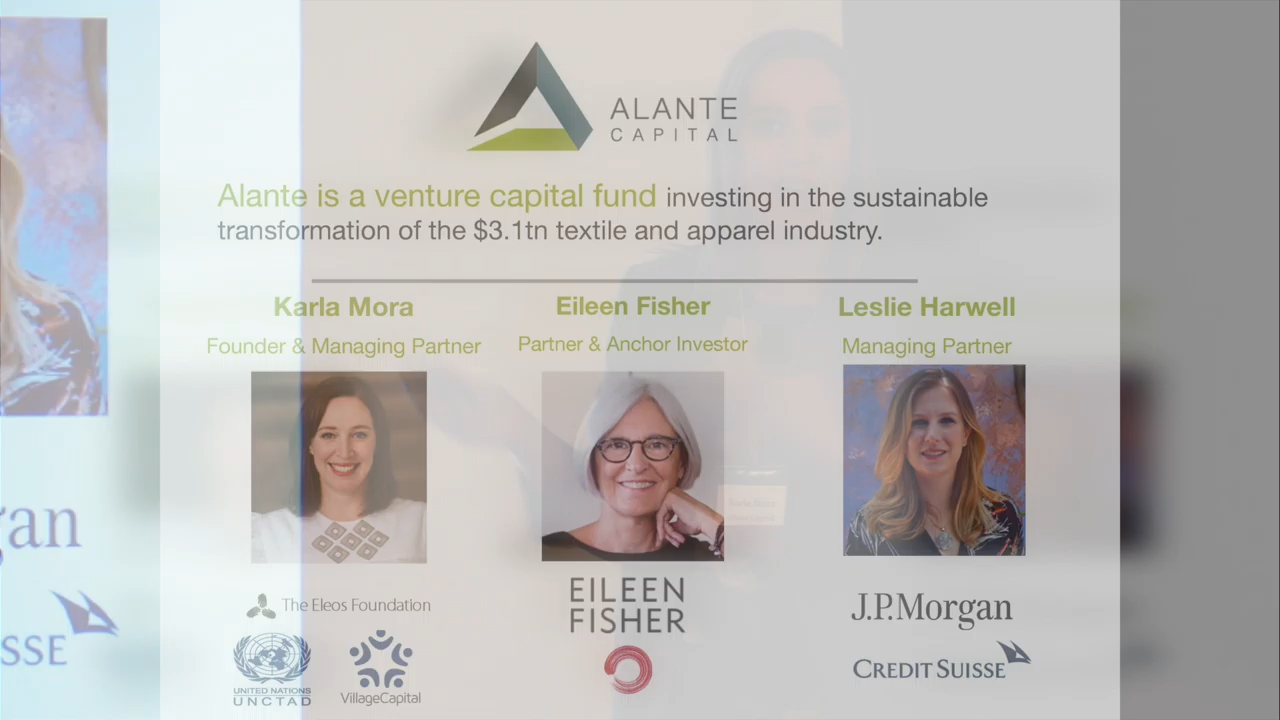 ALANTE
CAPITAL
Alante is a venture capital fund investing in the sustainable
transformation of the $3.1tn textile and apparel industry.
Karla Mora
Eileen Fisher
Leslie Harwell
Founder & Managing Partner
Partner & Anchor Investor
Managing Partner
The Eleos Foundation
UNITED NATIONS
UNCTAD
VillageCapital
EILEEN
FISHER
J.P.Morgan
CREDIT SUISSE
gan
SSE
Karla Mora